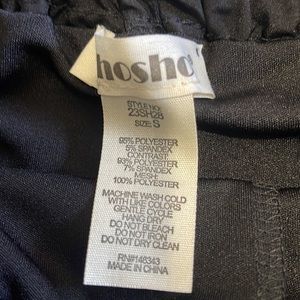 hosho
STYLE NO:
23SH28
SIZE: S
95% POLYESTER
5% SPANDEX
CONTRAST:
93% POLYESTER
7% SPANDEX
MESH:
100% POLYESTER
MACHINE WASH COLD
WITH LIKE COLORS
GENTLE CYCLE
HANG DRY
DO NOT BLEACH
DO NOT IRON
DO NOT DRY CLEAN
RN#148343
MADE IN CHINA